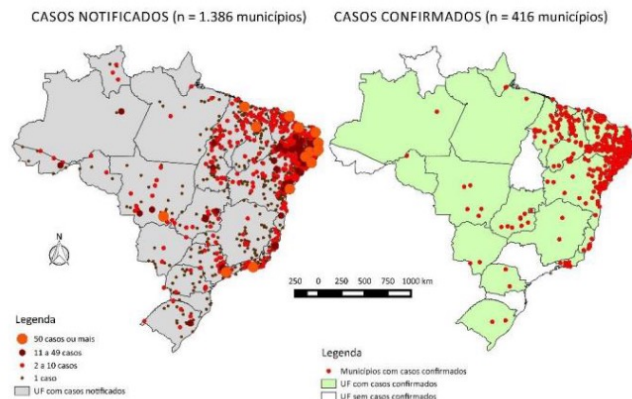 CASOS NOTIFICADOS (n = 1.386 municípios)
CASOS CONFIRMADOS (n = 416 municípios)
N
250 0 250 500 750 1000 km
Legenda
50 casos ou mais
11 a 49 casos
2 a 10 casos
1 caso
UF com casos notificados
Legenda
Municípios com casos confirmados
UF com casos confirmados
UF sem casos confirmados